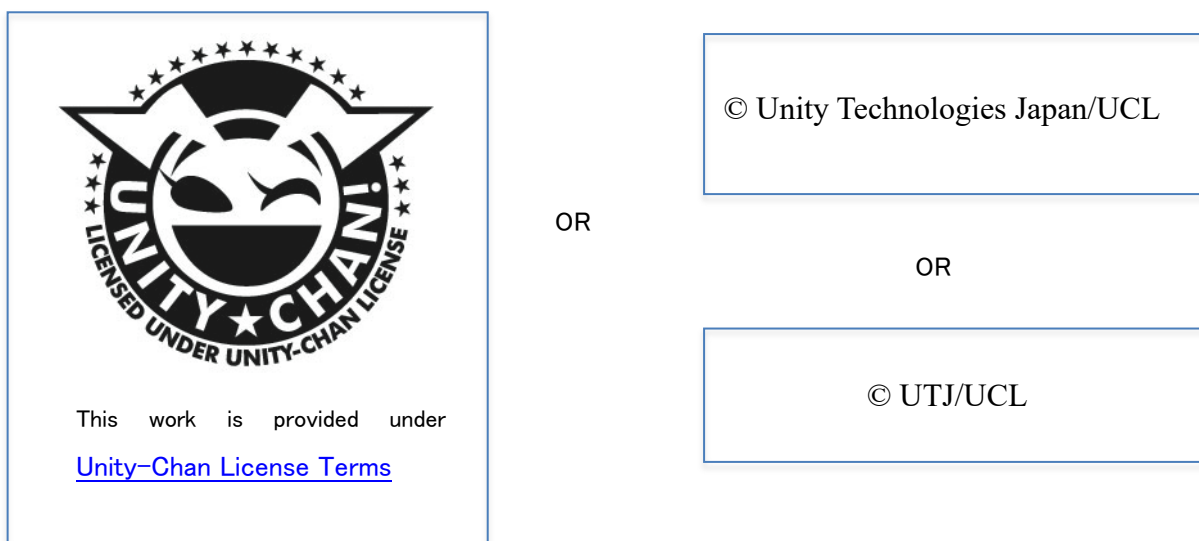 UNITY★CHAN!
LICENSED UNDER UNITY-CHAN LICENSE
This work is provided under
Unity-Chan License Terms
OR
© Unity Technologies Japan/UCL
OR
© UTJ/UCL